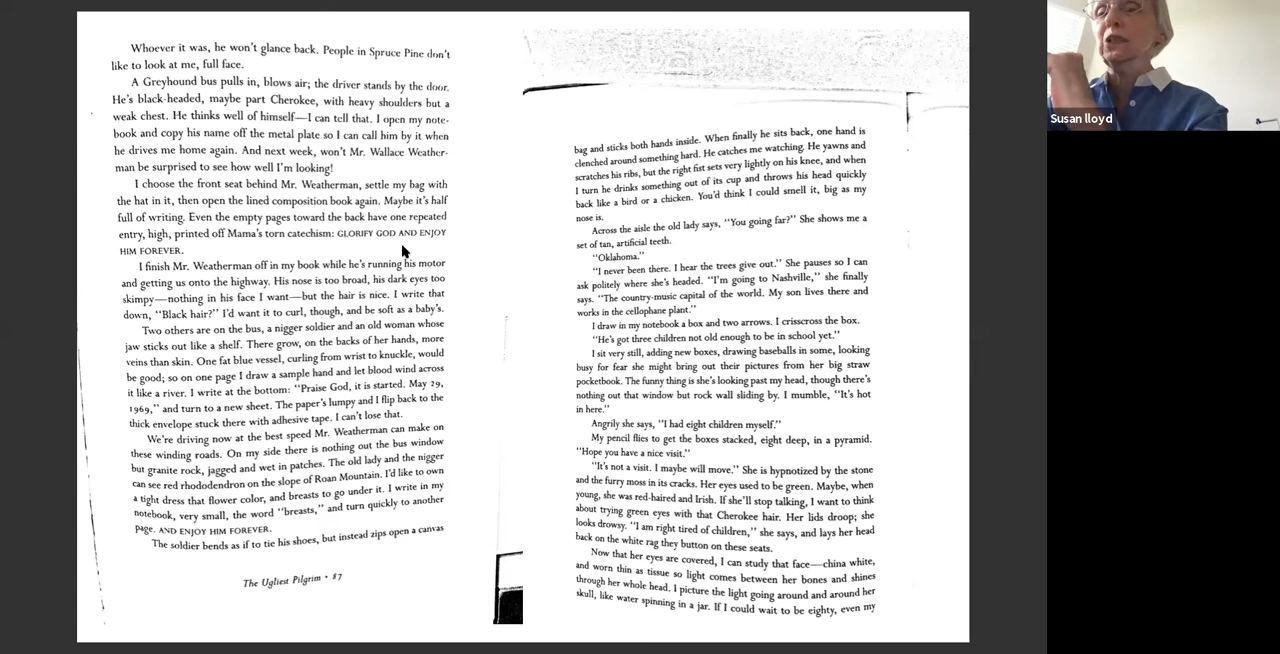 Whoever it was, he won't glance back. People in Spruce Pine don't
like to look at me, full face.
A Greyhound bus pulls in, blows air; the driver stands by the door.
He's black-headed, maybe part Cherokee, with heavy shoulders but a
weak chest. He thinks well of himself—I can tell that. I open my note-
book and copy his name off the metal plate so I can call him by it when
he drives me home again. And next week, won't Mr. Wallace Weather-
man be surprised to see how well I'm looking!
I choose the front seat behind Mr. Weatherman, settle my bag with
the hat in it, then open the lined composition book again. Maybe it's half
full of writing. Even the empty pages toward the back have one repeated
entry, high, printed off Mama's torn catechism: GLORIFY GOD AND ENJOY
HIM FOREVER.
I finish Mr. Weatherman off in my book while he's running his motor
and getting us onto the highway. His nose is too broad, his dark eyes too
skimpy—nothing in his face I want—but the hair is nice. I write that
down, "Black hair?" I'd want it to curl, though, and be soft as a baby's.
Two others are on the bus, a nigger soldier and an old woman whose
jaw sticks out like a shelf. There grow, on the backs of her hands, more
veins than skin. One fat blue vessel, curling from wrist to knuckle, would
be good; so on one page I draw a sample hand and let blood wind across
it like a river. I write at the bottom: "Praise God, it is started. May 29,
1969," and turn to a new sheet. The paper's lumpy and I flip back to the
thick envelope stuck there with adhesive tape. I can't lose that.
We're driving now at the best speed Mr. Weatherman can make on
these winding roads. On my side there is nothing out the bus window
but granite rock, jagged and wet in patches. The old lady and the nigger
can see red rhododendron on the slope of Roan Mountain. I'd like to own
a tight dress that flower color, and breasts to go under it. I write in my
notebook, very small, the word "breasts," and turn quickly to another
page. AND ENJOY HIM FOREVER.
The soldier bends as if to tie his shoes, but instead zips open a canvas
The Ugliest Pilgrim • 87
bag and sticks both hands inside. When finally he sits back, one hand is
clenched around something hard. He catches me watching. He yawns and
scratches his ribs, but the right fist sets very lightly on his knee, and when
I turn he drinks something out of its cup and throws his head quickly
back like a bird or a chicken. You'd think I could smell it, big as my
nose is.
Across the aisle the old lady says, "You going far?" She shows me a
set of tan, artificial teeth.
"Oklahoma."
"I never been there. I hear the trees give out." She pauses so I can
ask politely where she's headed. "I'm going to Nashville," she finally
says. "The country-music capital of the world. My son lives there and
works in the cellophane plant."
I draw in my notebook a box and two arrows. I crisscross the box.
"He's got three children not old enough to be in school yet."
I sit very still, adding new boxes, drawing baseballs in some, looking
busy for fear she might bring out their pictures from her big straw
pocketbook. The funny thing is she's looking past my head, though there's
nothing out that window but rock wall sliding by. I mumble, "It's hot
in here."
Angrily she says, "I had eight children myself."
My pencil flies to get the boxes stacked, eight deep, in a pyramid.
"Hope you have a nice visit."
"It's not a visit. I maybe will move." She is hypnotized by the stone
and the furry moss in its cracks. Her eyes used to be green. Maybe, when
young, she was red-haired and Irish. If she'll stop talking, I want to think
about trying green eyes with that Cherokee hair. Her lids droop; she
looks drowsy. "I am right tired of children," she says, and lays her head
back on the white rag they button on these seats.
Now that her eyes are covered, I can study that face—china white,
and worn thin as tissue so light comes between her bones and shines
through her whole head. I picture the light going around and around her
skull, like water spinning in a jar. If I could wait to be eighty, even my
Susan lloyd